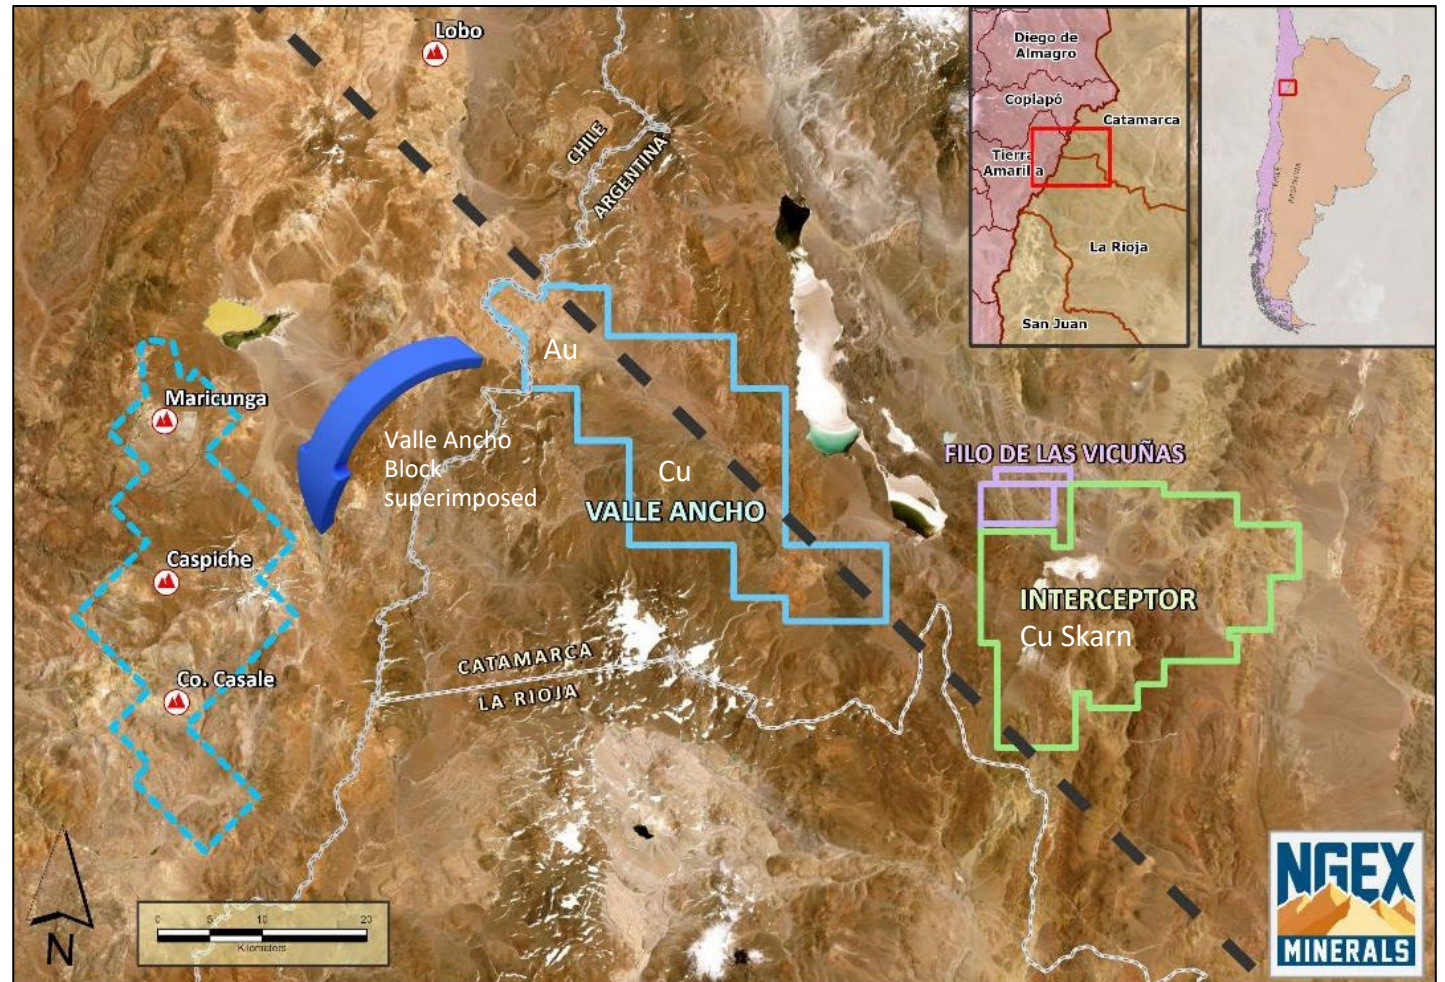 Lobo
Diego de
Almagro
Copiapó
Catamarca
Tierra
Amarilla
La Rioja
San Juan
CHILE
ARGENTINA
CHILE
ARGENTINA
Au
Maricunga
Valle Ancho
Block
superimposed
Cu
VALLE ANCHO
FILO DE LAS VICUÑAS
INTERCEPTOR
Cu Skarn
Caspiche
CATAMARCA
LA RIOJA
Co. Casale
N
0 5 10 20
Kilometers
NGEX
MINERALS